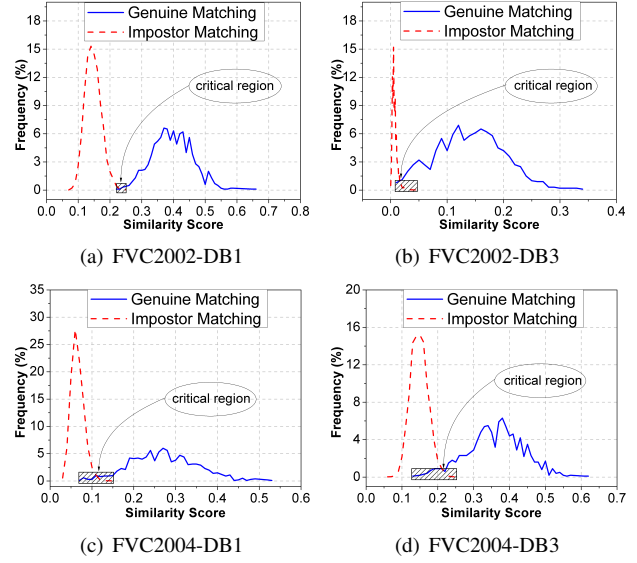 Genuine Matching
Impostor Matching
critical region
Frequency (%)
18
15
12
9
6
3
0
0.0 0.1 0.2 0.3 0.4 0.5 0.6 0.7 0.8
Similarity Score
(a) FVC2002-DB1
Genuine Matching
Impostor Matching
critical region
Frequency (%)
18
15
12
9
6
3
0
0.0 0.1 0.2 0.3 0.4
Similarity Score
(b) FVC2002-DB3
Genuine Matching
Impostor Matching
critical region
Frequency (%)
35
30
25
20
15
10
5
0
0.0 0.1 0.2 0.3 0.4 0.5 0.6
Similarity Score
(c) FVC2004-DB1
Genuine Matching
Impostor Matching
critical region
Frequency (%)
20
16
12
8
4
0
0.0 0.1 0.2 0.3 0.4 0.5 0.6 0.7
Similarity Score
(d) FVC2004-DB3